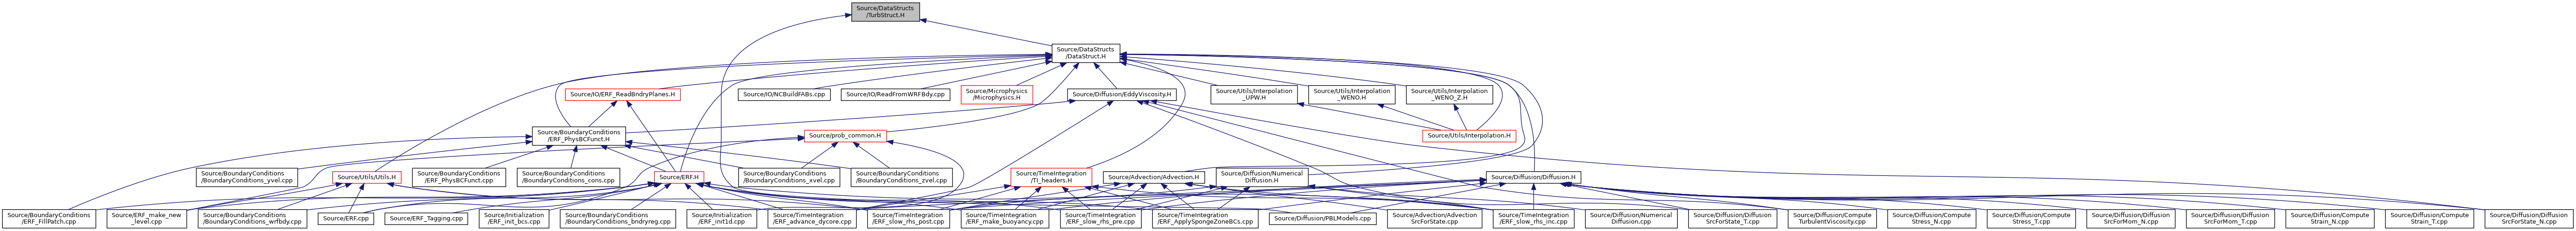 Source/DataStructs
/TurbStruct.H
Source/DataStructs
/DataStruct.H
Source/IO/ERF_ReadBndryPlanes.H
Source/IO/NCBuildFABs.cpp
Source/IO/ReadFromWRFBdy.cpp
Source/Microphysics
/Microphysics.H
Source/Diffusion/EddyViscosity.H
Source/Utils/Interpolation
_UPW.H
Source/Utils/Interpolation
_WENO.H
Source/Utils/Interpolation
_WENO_Z.H
Source/BoundaryConditions
/ERF_PhysBCFunct.H
Source/prob_common.H
Source/Utils/Interpolation.H
Source/BoundaryConditions
/BoundaryConditions_yvel.cpp
Source/Utils/Utils.H
Source/BoundaryConditions
/ERF_PhysBCFunct.cpp
Source/BoundaryConditions
/BoundaryConditions_cons.cpp
Source/ERF.H
Source/BoundaryConditions
/BoundaryConditions_xvel.cpp
Source/BoundaryConditions
/BoundaryConditions_zvel.cpp
Source/TimeIntegration
/TI_headers.H
Source/Advection/Advection.H
Source/Diffusion/Numerical
Diffusion.H
Source/Diffusion/Diffusion.H
Source/BoundaryConditions
/ERF_FillPatch.cpp
Source/ERF_make_new
_level.cpp
Source/BoundaryConditions
/BoundaryConditions_wrfbdy.cpp
Source/ERF.cpp
Source/ERF_Tagging.cpp
Source/Initialization
/ERF_init_bcs.cpp
Source/BoundaryConditions
/BoundaryConditions_bndryreg.cpp
Source/Initialization
/ERF_init1d.cpp
Source/TimeIntegration
/ERF_advance_dycore.cpp
Source/TimeIntegration
/ERF_slow_rhs_post.cpp
Source/TimeIntegration
/ERF_make_buoyancy.cpp
Source/TimeIntegration
/ERF_slow_rhs_pre.cpp
Source/TimeIntegration
/ERF_ApplySpongeZoneBCs.cpp
Source/Diffusion/PBLModels.cpp
Source/Advection/Advection
SrcForState.cpp
Source/TimeIntegration
/ERF_slow_rhs_inc.cpp
Source/Diffusion/Numerical
Diffusion.cpp
Source/Diffusion/Diffusion
SrcForState_T.cpp
Source/Diffusion/Compute
TurbulentViscosity.cpp
Source/Diffusion/Compute
Stress_N.cpp
Source/Diffusion/Compute
Stress_T.cpp
Source/Diffusion/Diffusion
SrcForMom_N.cpp
Source/Diffusion/Diffusion
SrcForMom_T.cpp
Source/Diffusion/Compute
Strain_N.cpp
Source/Diffusion/Compute
Strain_T.cpp
Source/Diffusion/Diffusion
SrcForState_N.cpp